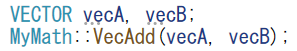 VECTOR vecA, vecB;
MyMath::VecAdd(vecA, vecB);